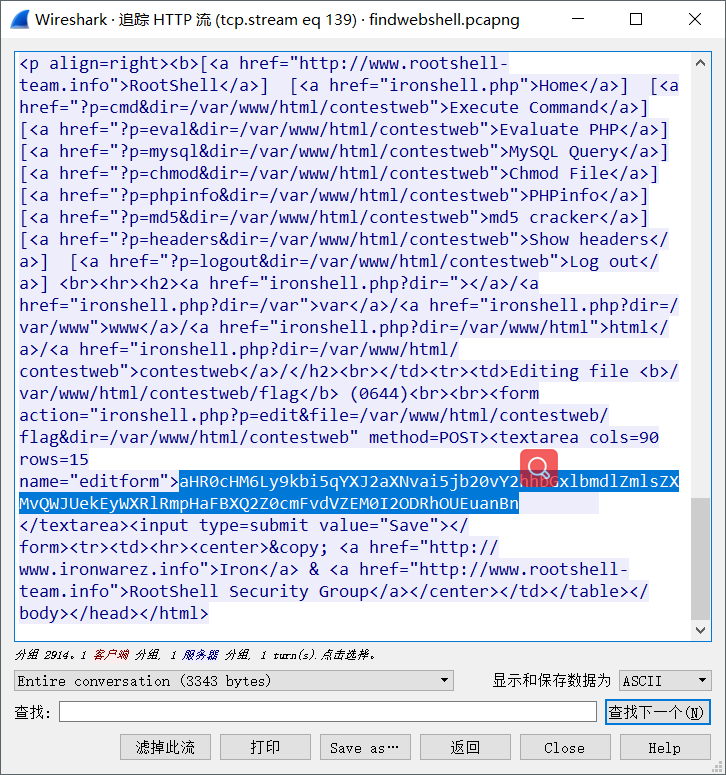 Wireshark · 追踪 HTTP 流 (tcp.stream eq 139) · findwebshell.pcapng
<p align=right><b>[<a href="http://www.rootshell-
team.info">RootShell</a>]  [<a href="ironshell.php">Home</a>]  [<a
href="?p=cmd&dir=/var/www/html/contestweb">Execute Command</a>]
[<a href="?p=eval&dir=/var/www/html/contestweb">Evaluate PHP</a>]
[<a href="?p=mysql&dir=/var/www/html/contestweb">MySQL Query</a>]
[<a href="?p=chmod&dir=/var/www/html/contestweb">Chmod File</a>]
[<a href="?p=phpinfo&dir=/var/www/html/contestweb">PHPinfo</a>]
[<a href="?p=md5&dir=/var/www/html/contestweb">md5 cracker</a>]
[<a href="?p=headers&dir=/var/www/html/contestweb">Show headers</
a>]  [<a href="?p=logout&dir=/var/www/html/contestweb">Log out</
a>] <br><hr><h2><a href="ironshell.php?dir="></a>/<a
href="ironshell.php?dir=/var">var</a>/<a href="ironshell.php?dir=/
var/www">www</a>/<a href="ironshell.php?dir=/var/www/html">html</
a>/<a href="ironshell.php?dir=/var/www/html/
contestweb">contestweb</a>/</h2><br></td><tr><td>Editing file <b>/
var/www/html/contestweb/flag</b> (0644)<br><br><form
action="ironshell.php?p=edit&file=/var/www/html/contestweb/
flag&dir=/var/www/html/contestweb" method=POST><textarea cols=90
rows=15
name="editform">aHR0cHM6Ly9kbi5qYXJ2aXNvai5jb20vY2hhbGxlbmdlZmlsZX
MvQWJUekEyWXRlRmpHaFBXQ2Z0cmFvdVZEM0I2ODRhOUEuanBn
</textarea><input type=submit value="Save"></
form><tr><td><hr><center>&copy; <a href="http://
www.ironwarez.info">Iron</a> & <a href="http://www.rootshell-
team.info">RootShell Security Group</a></center></td></table></
body></head></html>
分组 2914。1 客户端 分组, 1 服务器 分组, 1 turn(s).点击选择。
Entire conversation (3343 bytes) 显示和保存数据为 ASCII
查找: 查找下一个(N)
滤掉此流 打印 Save as… 返回 Close Help